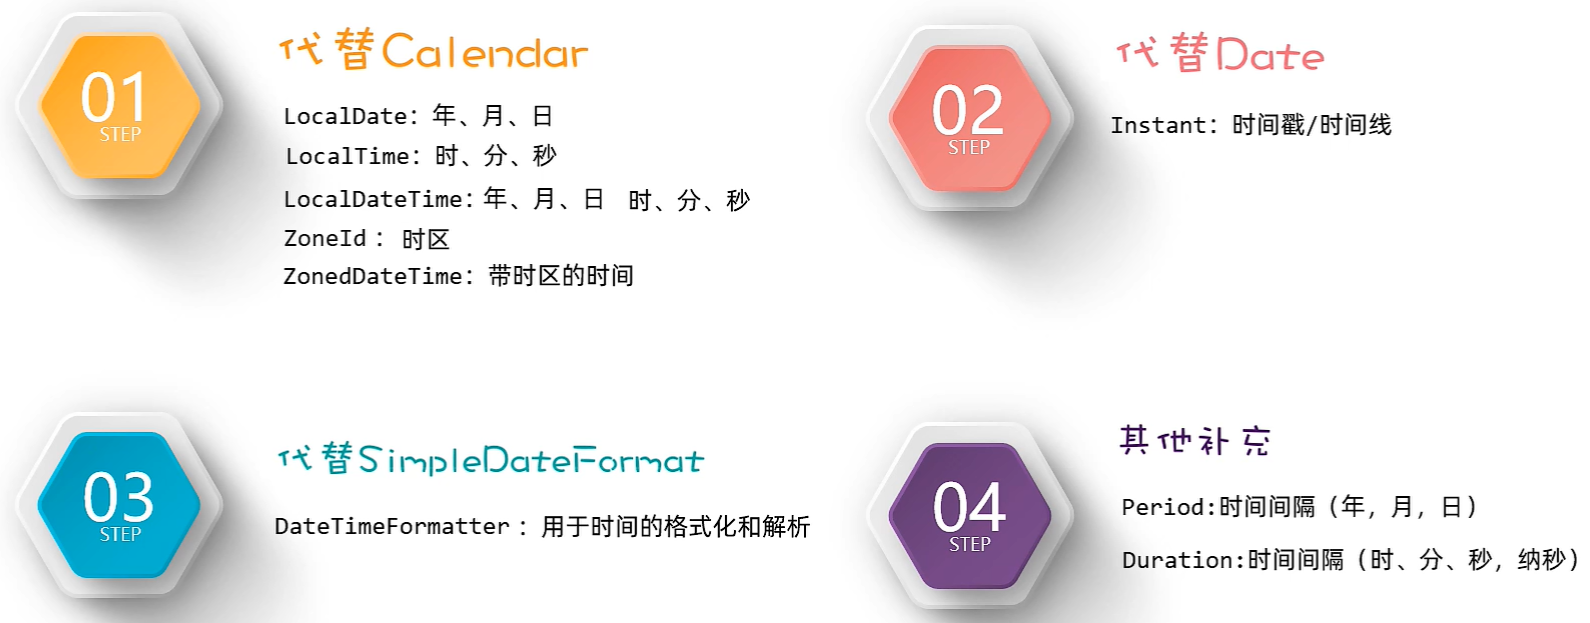 01
STEP
代替Calendar
LocalDate：年、月、日
LocalTime：时、分、秒
LocalDateTime：年、月、日 时、分、秒
ZoneId ： 时区
ZonedDateTime：带时区的时间
02
STEP
代替Date
Instant：时间戳/时间线
03
STEP
代替SimpleDateFormat
DateTimeFormatter ：用于时间的格式化和解析
04
STEP
其他补充
Period:时间间隔（年，月，日）
Duration:时间间隔（时、分、秒，纳秒）